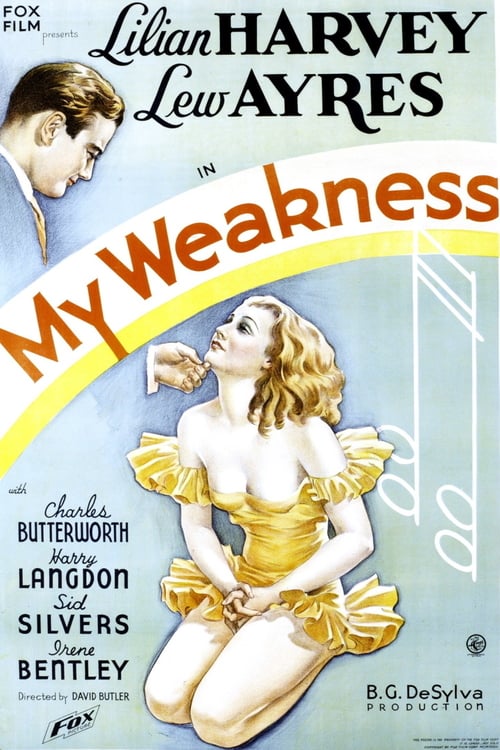 FOX
FILM presents
Lilian HARVEY
Lew AYRES
IN
My Weakness
with
Charles
BUTTERWORTH
Harry
LANGDON
Sid
SILVERS
Irene
BENTLEY
Directed by DAVID BUTLER
FOX
PICTURE
B.G. DeSylva
PRODUCTION